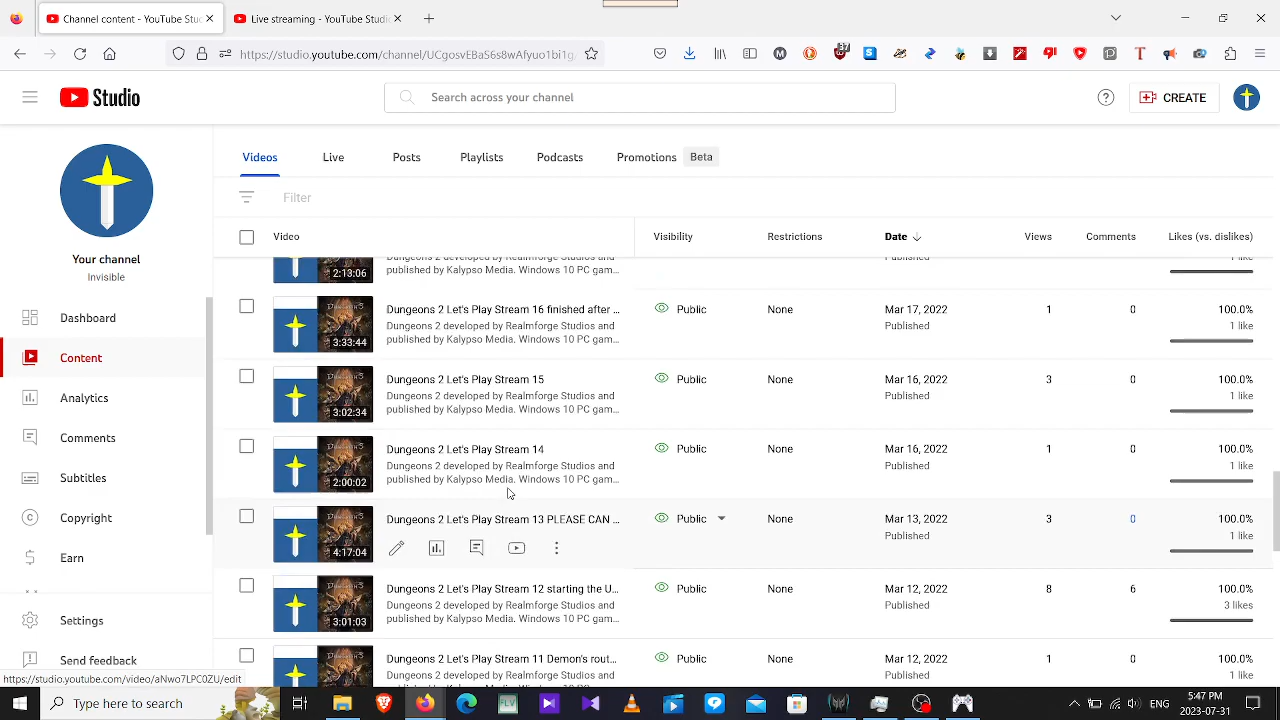 Channel content - YouTube Stu
Live streaming - YouTube Studio
Studio
Search across your channel
CREATE
Your channel
Invisible
Dashboard
Content
Analytics
Comments
Subtitles
Copyright
Earn
Settings
Send feedback
Videos
Live
Posts
Playlists
Podcasts
Promotions
Beta
Filter
Video
Visibility
Restrictions
Date
Views
Comments
Likes (vs. dislikes)
2:13:06
Dungeons 2 developed by Realmforge Studios and
published by Kalypso Media. Windows 10 PC gam...
Published
1 like
3:33:44
Dungeons 2 Let's Play Stream 16 finished after ...
Dungeons 2 developed by Realmforge Studios and
published by Kalypso Media. Windows 10 PC gam...
Public
None
Mar 17, 2022
Published
1
0
100.0%
1 like
3:02:34
Dungeons 2 Let's Play Stream 15
Dungeons 2 developed by Realmforge Studios and
published by Kalypso Media. Windows 10 PC gam...
Public
None
Mar 16, 2022
Published
3
0
100.0%
1 like
2:00:02
Dungeons 2 Let's Play Stream 14
Dungeons 2 developed by Realmforge Studios and
published by Kalypso Media. Windows 10 PC gam...
Public
None
Mar 16, 2022
Published
1
0
100.0%
1 like
4:17:04
Dungeons 2 Let's Play Stream 13 PLEASE CAN ...
Public
None
Mar 13, 2022
Published
3
0
100.0%
1 like
3:01:03
Dungeons 2 Let's Play Stream 12 starting the U...
Dungeons 2 developed by Realmforge Studios and
published by Kalypso Media. Windows 10 PC gam...
Public
None
Mar 12, 2022
Published
8
6
100.0%
3 likes
Dungeons 2 Let's Play Stream 11 Demon's rout...
Dungeons 2 developed by Realmforge Studios and
Public
None
Mar 12, 2022
Published
1
0
100.0%
1 like
https://studio.youtube.com/video/aNwo7LPC0ZU/edit
Type here to search
5:47 PM
2023-07-31